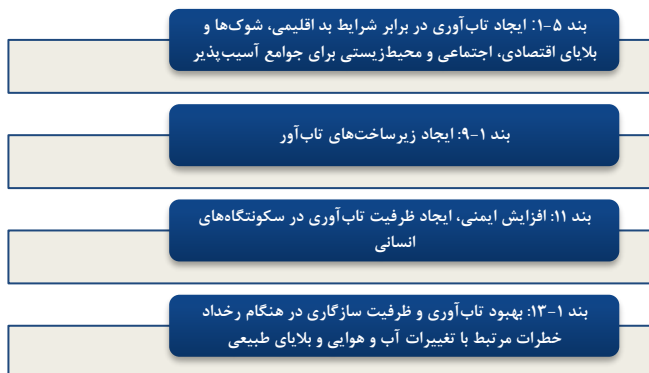 بند ۵-۱: ایجاد تاب‌آوری در برابر شرایط بد اقلیمی، شوک‌ها و
بلایای اقتصادی، اجتماعی و محیط‌زیستی برای جوامع آسیب‌پذیر
بند ۱-۹: ایجاد زیرساخت‌های تاب‌آور
بند ۱۱: افزایش ایمنی، ایجاد ظرفیت تاب‌آوری در سکونتگاه‌های
انسانی
بند ۱-۱۳: بهبود تاب‌آوری و ظرفیت سازگاری در هنگام رخداد
خطرات مرتبط با تغییرات آب و هوایی و بلایای طبیعی